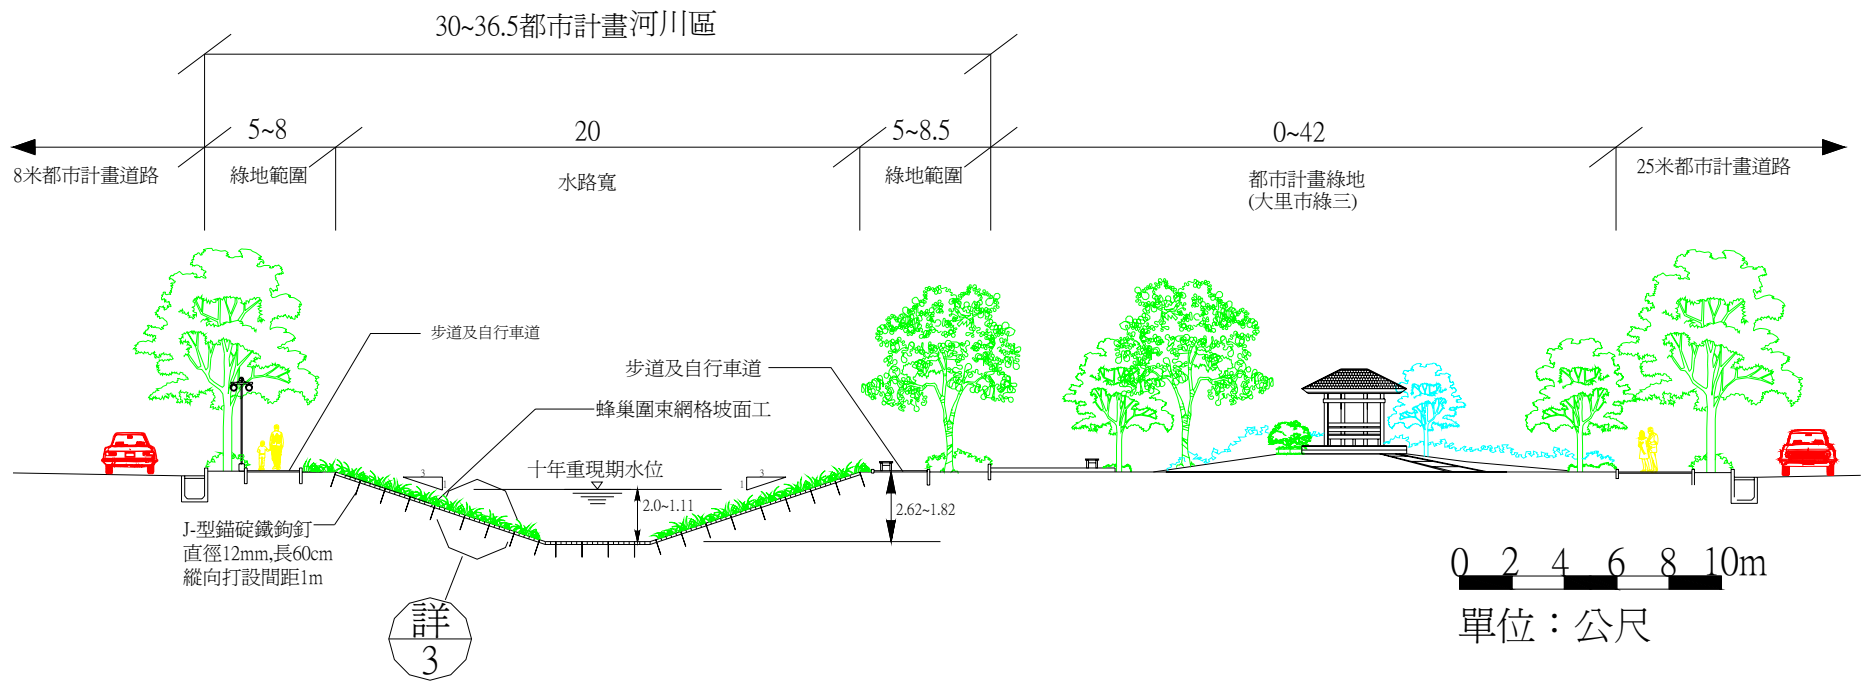 30~36.5都市計畫河川區
5~8
20
5~8.5
0~42
8米都市計畫道路
綠地範圍
水路寬
綠地範圍
都市計畫綠地
(大里市綠三)
25米都市計畫道路
步道及自行車道
步道及自行車道
蜂巢圍束網格坡面工
十年重現期水位
3
1
3
1
2.0~1.11
2.62~1.82
J-型錨碇鐵鉤釘
直徑12mm,長60cm
縱向打設間距1m
詳
3
0 2 4 6 8 10m
單位：公尺